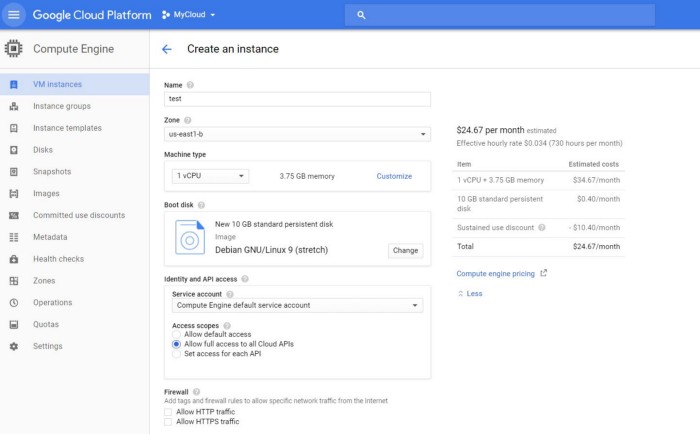 Google Cloud Platform MyCloud
Compute Engine
Create an instance
VM instances
Instance groups
Instance templates
Disks
Snapshots
Images
Committed use discounts
Metadata
Health checks
Zones
Operations
Quotas
Settings
Name
test
Zone
us-east1-b
Machine type
1 vCPU 3.75 GB memory Customize
Boot disk
New 10 GB standard persistent disk
Image
Debian GNU/Linux 9 (stretch) Change
Identity and API access
Service account
Compute Engine default service account
Access scopes
Allow default access
Allow full access to all Cloud APIs
Set access for each API
Firewall
Add tags and firewall rules to allow specific network traffic from the Internet
Allow HTTP traffic
Allow HTTPS traffic
$24.67 per month estimated
Effective hourly rate $0.034 (730 hours per month)
Item Estimated costs
1 vCPU + 3.75 GB memory $34.67/month
10 GB standard persistent $0.40/month
disk
Sustained use discount - $10.40/month
Total $24.67/month
Compute engine pricing
Less